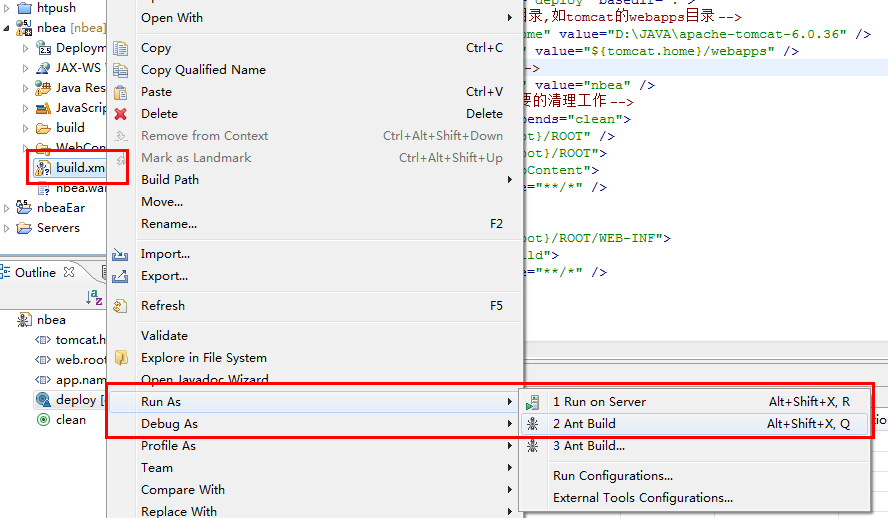 htpush
nbea [nbea]
Deploym
JAX-WS
Java Res
JavaScrip
build
WebCon
build.xm
nbea.wa
nbeaEar
Servers
Outline
nbea
tomcat.h
web.root
app.nam
deploy [
clean
Open With
Copy Ctrl+C
Copy Qualified Name
Paste Ctrl+V
Delete Delete
Remove from Context Ctrl+Alt+Shift+Down
Mark as Landmark Ctrl+Alt+Shift+Up
Build Path
Move...
Rename... F2
Import...
Export...
Refresh F5
Validate
Explore in File System
Open Javadoc Wizard
Run As
Debug As
Profile As
Team
Compare With
Replace With
1 Run on Server Alt+Shift+X, R
2 Ant Build Alt+Shift+X, Q
3 Ant Build...
Run Configurations...
External Tools Configurations...
deploy" basedir="."
目录,如tomcat的webapps目录 -->
ome" value="D:\JAVA\apache-tomcat-6.0.36" />
" value="${tomcat.home}/webapps" />
-->
" value="nbea" />
要的清理工作 -->
pends="clean">
ot}/ROOT" />
ot}/ROOT">
bContent">
="**/*" />
ot}/ROOT/WEB-INF">
ild">
="**/*" />